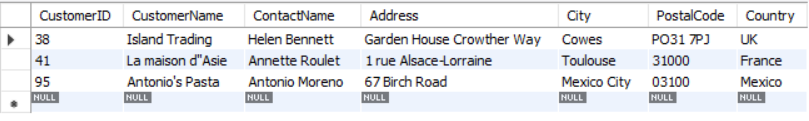 CustomerID CustomerName ContactName Address City PostalCode Country
38 Island Trading Helen Bennett Garden House Crowther Way Cowes PO31 7PJ UK
41 La maison d"Asie Annette Roulet 1 rue Alsace-Lorraine Toulouse 31000 France
95 Antonio's Pasta Antonio Moreno 67 Birch Road Mexico City 03100 Mexico
NULL NULL NULL NULL NULL NULL NULL